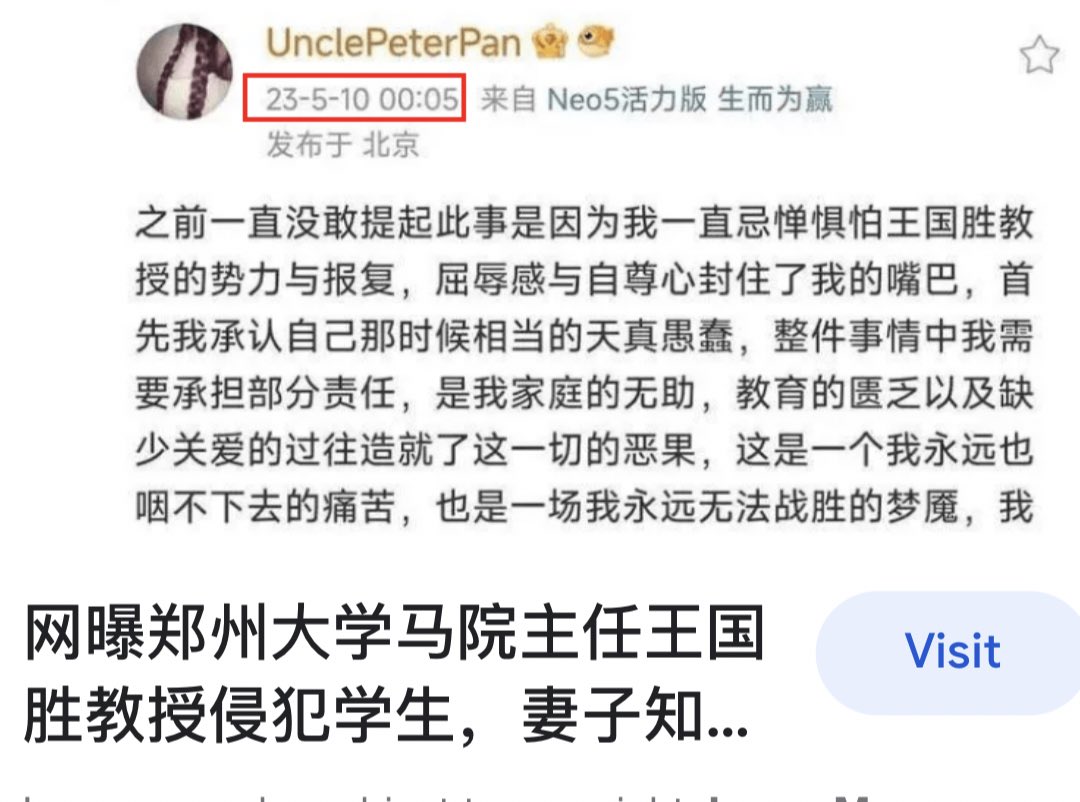 UnclePeterPan
23-5-10 00:05 来自 Neo5活力版 生而为赢
发布于 北京
之前一直没敢提起此事是因为我一直忌惮惧怕王国胜教
授的势力与报复，屈辱感与自尊心封住了我的嘴巴，首
先我承认自己那时候相当的天真愚蠢，整件事情中我需
要承担部分责任，是我家庭的无助，教育的匮乏以及缺
少关爱的过往造就了这一切的恶果，这是一个我永远也
咽不下去的痛苦，也是一场我永远无法战胜的梦魇，我
网曝郑州大学马院主任王国
胜教授侵犯学生，妻子知...
Visit